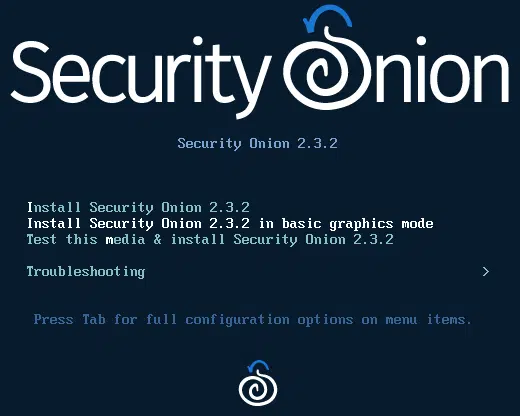 Security Onion
Security Onion 2.3.2
Install Security Onion 2.3.2
Install Security Onion 2.3.2 in basic graphics mode
Test this media & install Security Onion 2.3.2
Troubleshooting >
Press Tab for full configuration options on menu items.